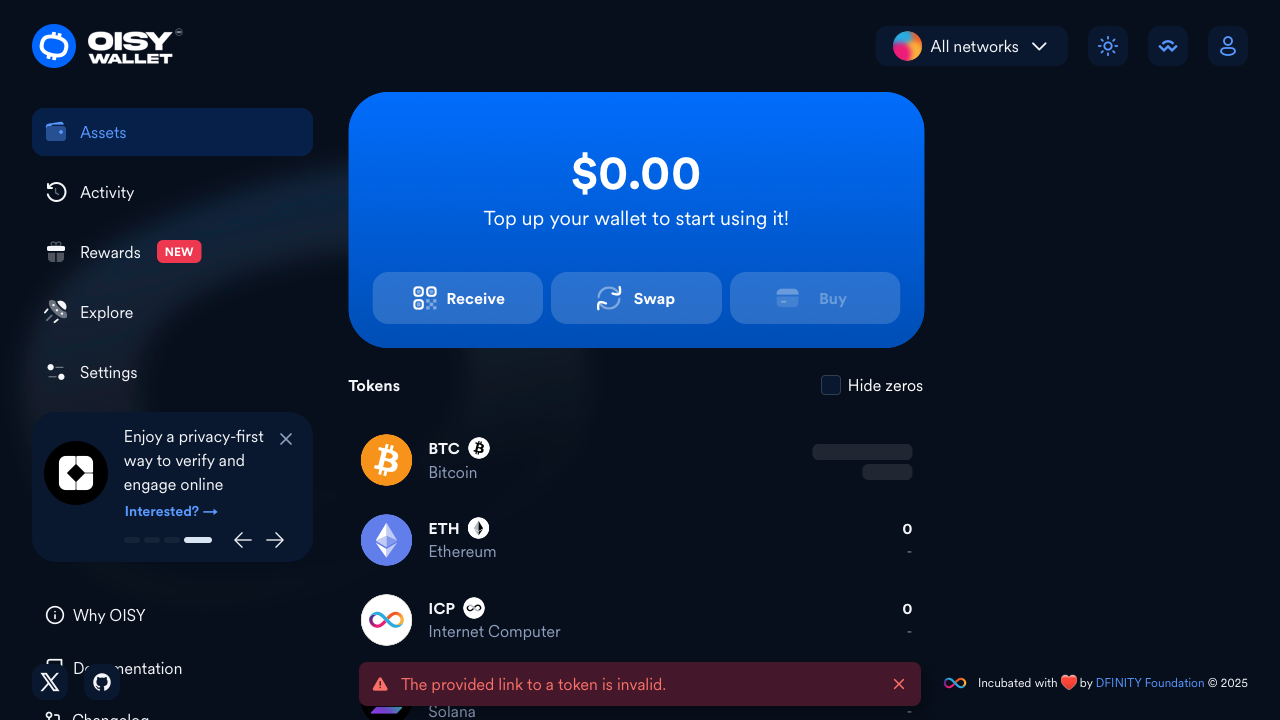 OISY
WALLET
All networks
Assets
Activity
Rewards NEW
Explore
Settings
Enjoy a privacy-first
way to verify and
engage online
Interested? →
Why OISY
Documentation
Changelog
$0.00
Top up your wallet to start using it!
Receive
Swap
Buy
Tokens
Hide zeros
BTC
Bitcoin
ETH
0
Ethereum
-
ICP
0
Internet Computer
-
The provided link to a token is invalid.
Solana
-
Incubated with ❤️ by DFINITY Foundation © 2025